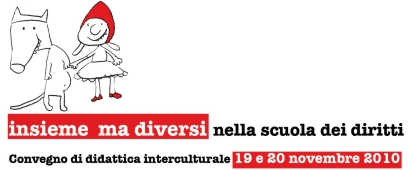 insieme ma diversi nella scuola dei diritti
Convegno di didattica interculturale 19 e 20 novembre 2010